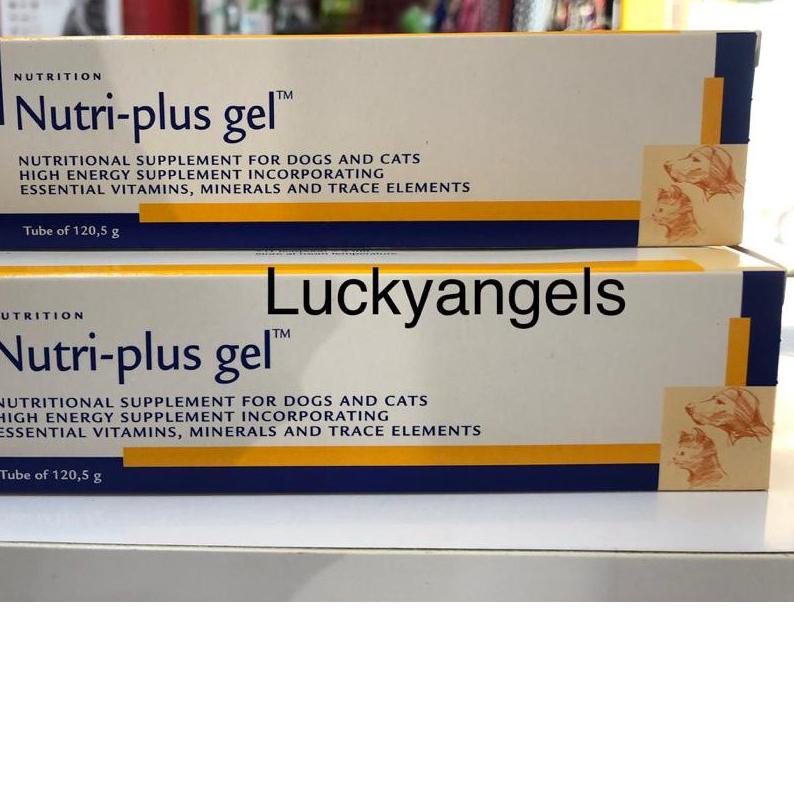 NUTRITION
Nutri-plus gel™
NUTRITIONAL SUPPLEMENT FOR DOGS AND CATS
HIGH ENERGY SUPPLEMENT INCORPORATING
ESSENTIAL VITAMINS, MINERALS AND TRACE ELEMENTS
Tube of 120,5 g
Luckyangels
UTRITION
Nutri-plus gel™
NUTRITIONAL SUPPLEMENT FOR DOGS AND CATS
HIGH ENERGY SUPPLEMENT INCORPORATING
ESSENTIAL VITAMINS, MINERALS AND TRACE ELEMENTS
Tube of 120,5 g